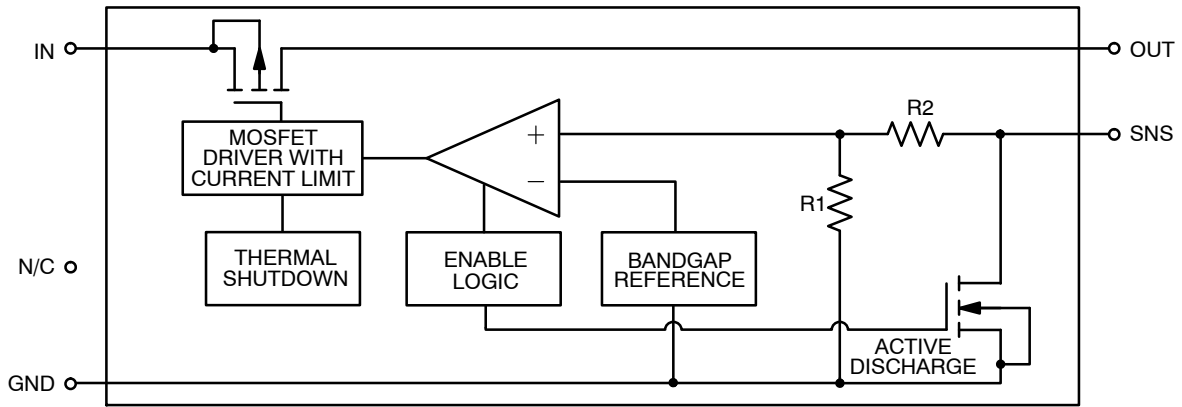 IN
OUT
R2
SNS
MOSFET
DRIVER WITH
CURRENT LIMIT
+
−
R1
N/C
THERMAL
SHUTDOWN
ENABLE
LOGIC
BANDGAP
REFERENCE
ACTIVE
DISCHARGE
GND